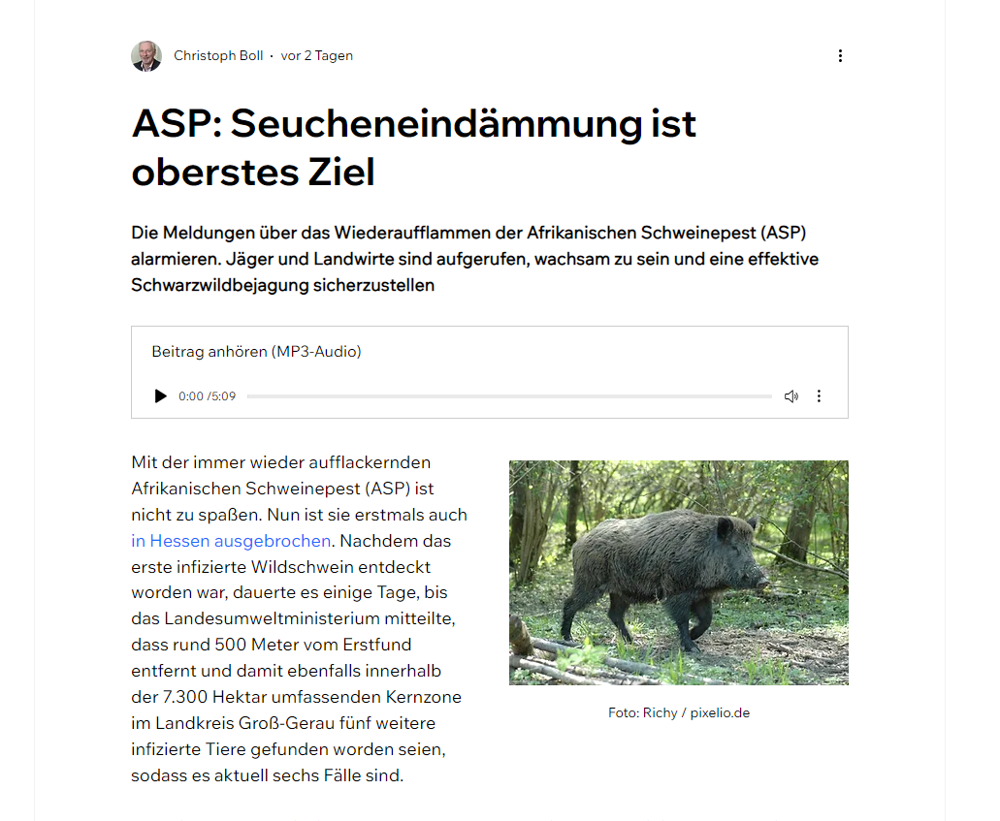 Christoph Boll · vor 2 Tagen
ASP: Seucheneindämmung ist
oberstes Ziel
Die Meldungen über das Wiederaufflammen der Afrikanischen Schweinepest (ASP)
alarmieren. Jäger und Landwirte sind aufgerufen, wachsam zu sein und eine effektive
Schwarzwildbejagung sicherzustellen
Beitrag anhören (MP3-Audio)
0:00 /5:09
Mit der immer wieder aufflackernden
Afrikanischen Schweinepest (ASP) ist
nicht zu spaßen. Nun ist sie erstmals auch
in Hessen ausgebrochen. Nachdem das
erste infizierte Wildschwein entdeckt
worden war, dauerte es einige Tage, bis
das Landesumweltministerium mitteilte,
dass rund 500 Meter vom Erstfund
entfernt und damit ebenfalls innerhalb
der 7.300 Hektar umfassenden Kernzone
im Landkreis Groß-Gerau fünf weitere
infizierte Tiere gefunden worden seien,
sodass es aktuell sechs Fälle sind.
Foto: Richy / pixelio.de